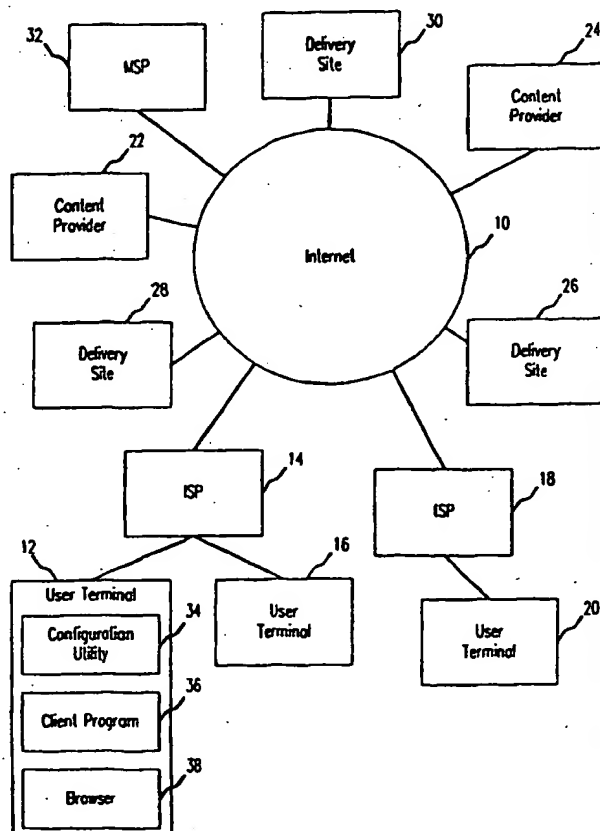 32
MSP
30
Delivery
Site
24
Content
Provider
22
Content
Provider
Internet
10
28
Delivery
Site
26
Delivery
Site
14
ISP
18
ISP
12
User Terminal
34
Configuration
Utility
36
Client Program
38
Browser
16
User
Terminal
20
User
Terminal